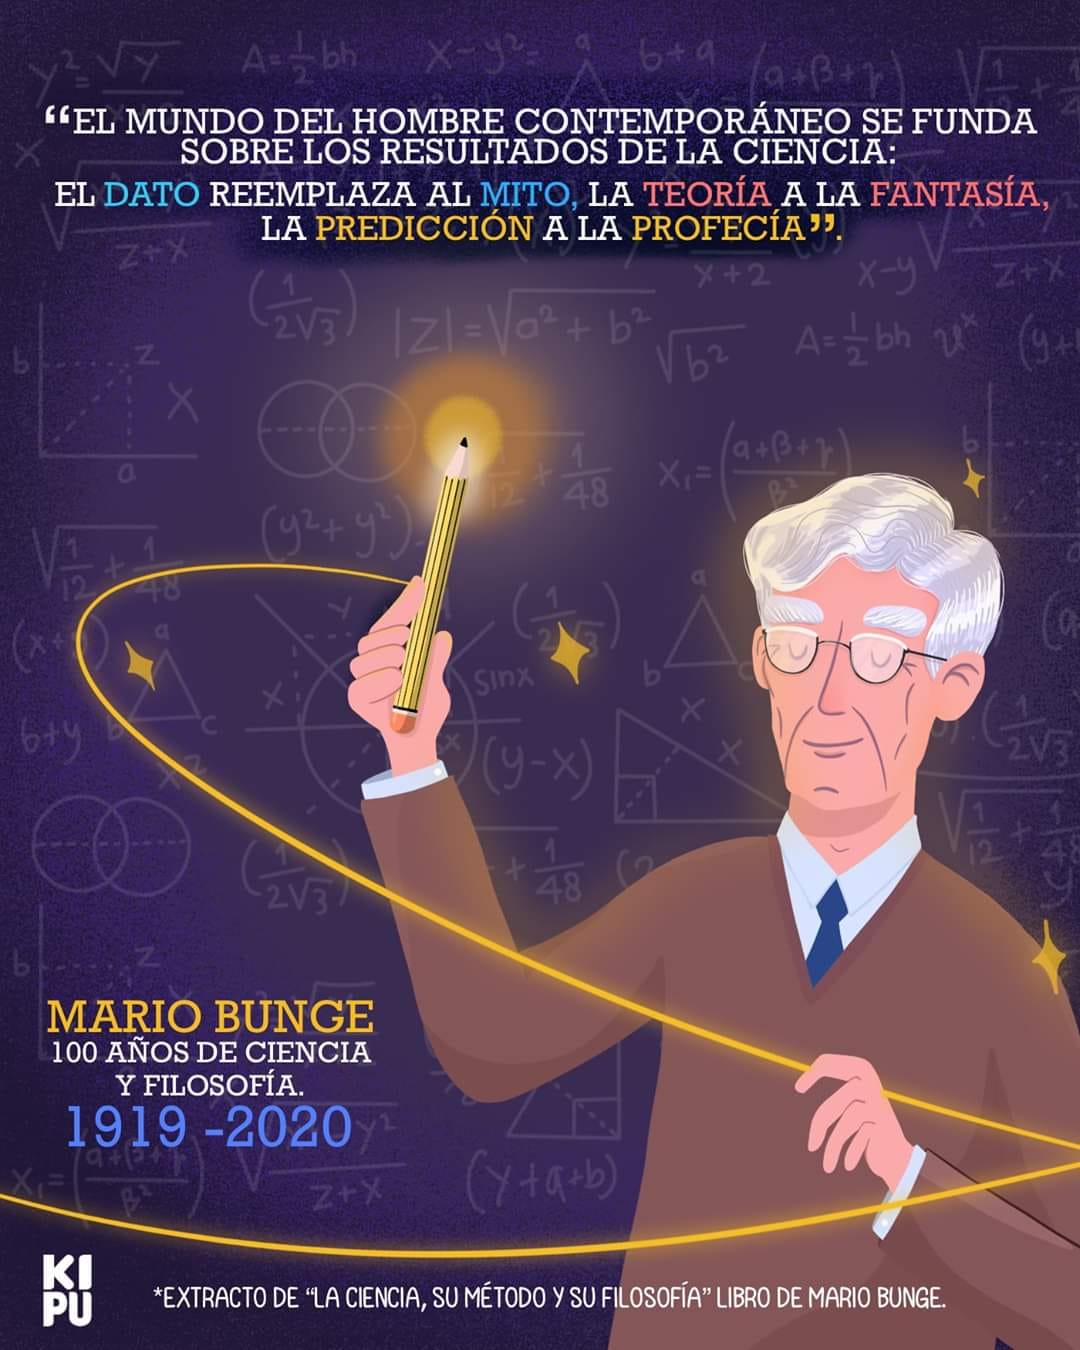 “EL MUNDO DEL HOMBRE CONTEMPORÁNEO SE FUNDA
SOBRE LOS RESULTADOS DE LA CIENCIA:
EL DATO REEMPLAZA AL MITO, LA TEORÍA A LA FANTASÍA,
LA PREDICCIÓN A LA PROFECÍA”.
MARIO BUNGE
100 AÑOS DE CIENCIA
Y FILOSOFÍA.
1919 -2020
KI
PU
*EXTRACTO DE “LA CIENCIA, SU MÉTODO Y SU FILOSOFÍA” LIBRO DE MARIO BUNGE.